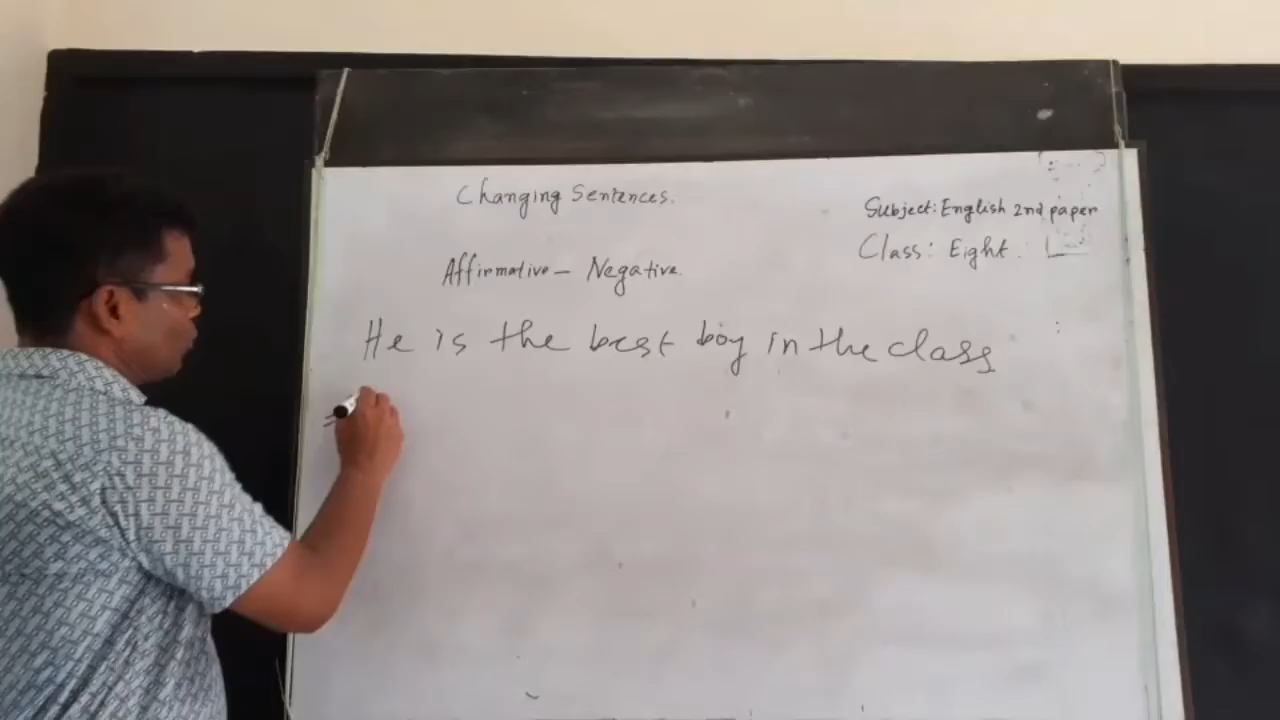 Changing Sentences.
Subject: English 2nd paper
Class: Eight.
Affirmative - Negative.
He is the best boy in the class